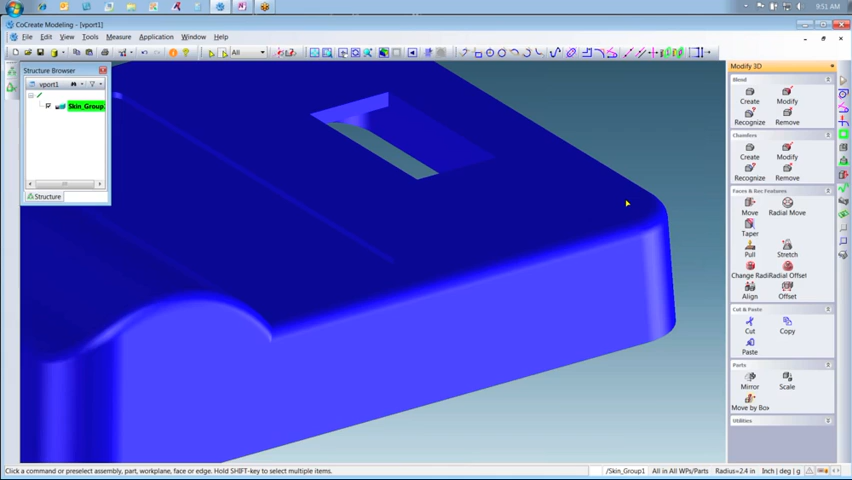 9:51 AM
CoCreate Modeling - [vport1]
File Edit View Tools Measure Application Window Help
All
Structure Browser
vport1
Skin_Group
Structure
Modify 3D
Blend
Create Modify
Recognize Remove
Chamfers
Create Modify
Recognize Remove
Faces & Rec Features
Move Radial Move
Taper
Pull Stretch
Change Radi Radial Offset
Align Offset
Cut & Paste
Cut Copy
Paste
Parts
Mirror Scale
Move by Box
Utilities
Click a command or preselect assembly, part, workplane, face or edge. Hold SHIFT-key to select multiple items.
/Skin_Group1 All in All WPs/Parts Radius=2.4 in Inch | deg | g